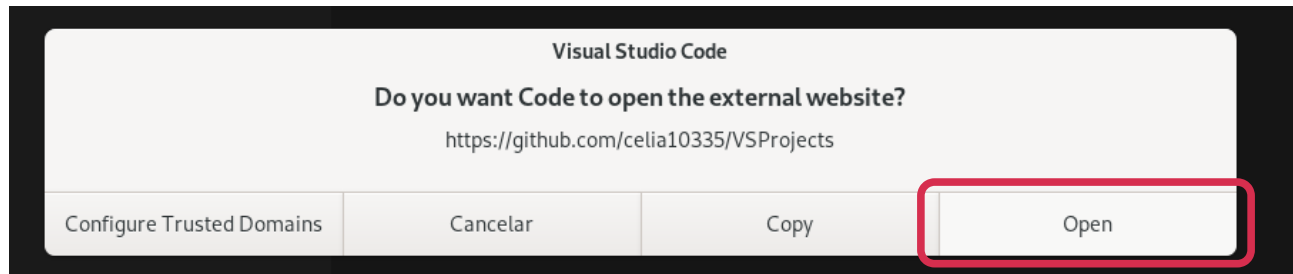 Visual Studio Code
Do you want Code to open the external website?
https://github.com/celia10335/VSProjects
Configure Trusted Domains
Cancelar
Copy
Open